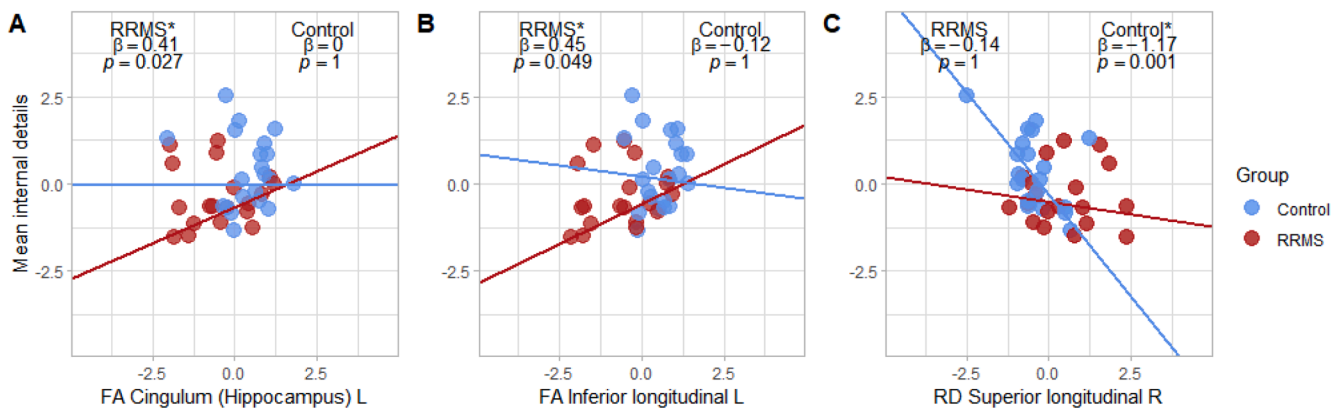 A
RRMS*
β = 0.41
p = 0.027
Control
β = 0
p = 1
Mean internal details
2.5
0.0
-2.5
-2.5
0.0
2.5
FA Cingulum (Hippocampus) L
B
RRMS*
β = 0.45
p = 0.049
Control
β = −0.12
p = 1
2.5
0.0
-2.5
-2.5
0.0
2.5
FA Inferior longitudinal L
C
RRMS
β = −0.14
p = 1
Control*
β = −1.17
p = 0.001
2.5
0.0
-2.5
-2.5
0.0
2.5
RD Superior longitudinal R
Group
Control
RRMS